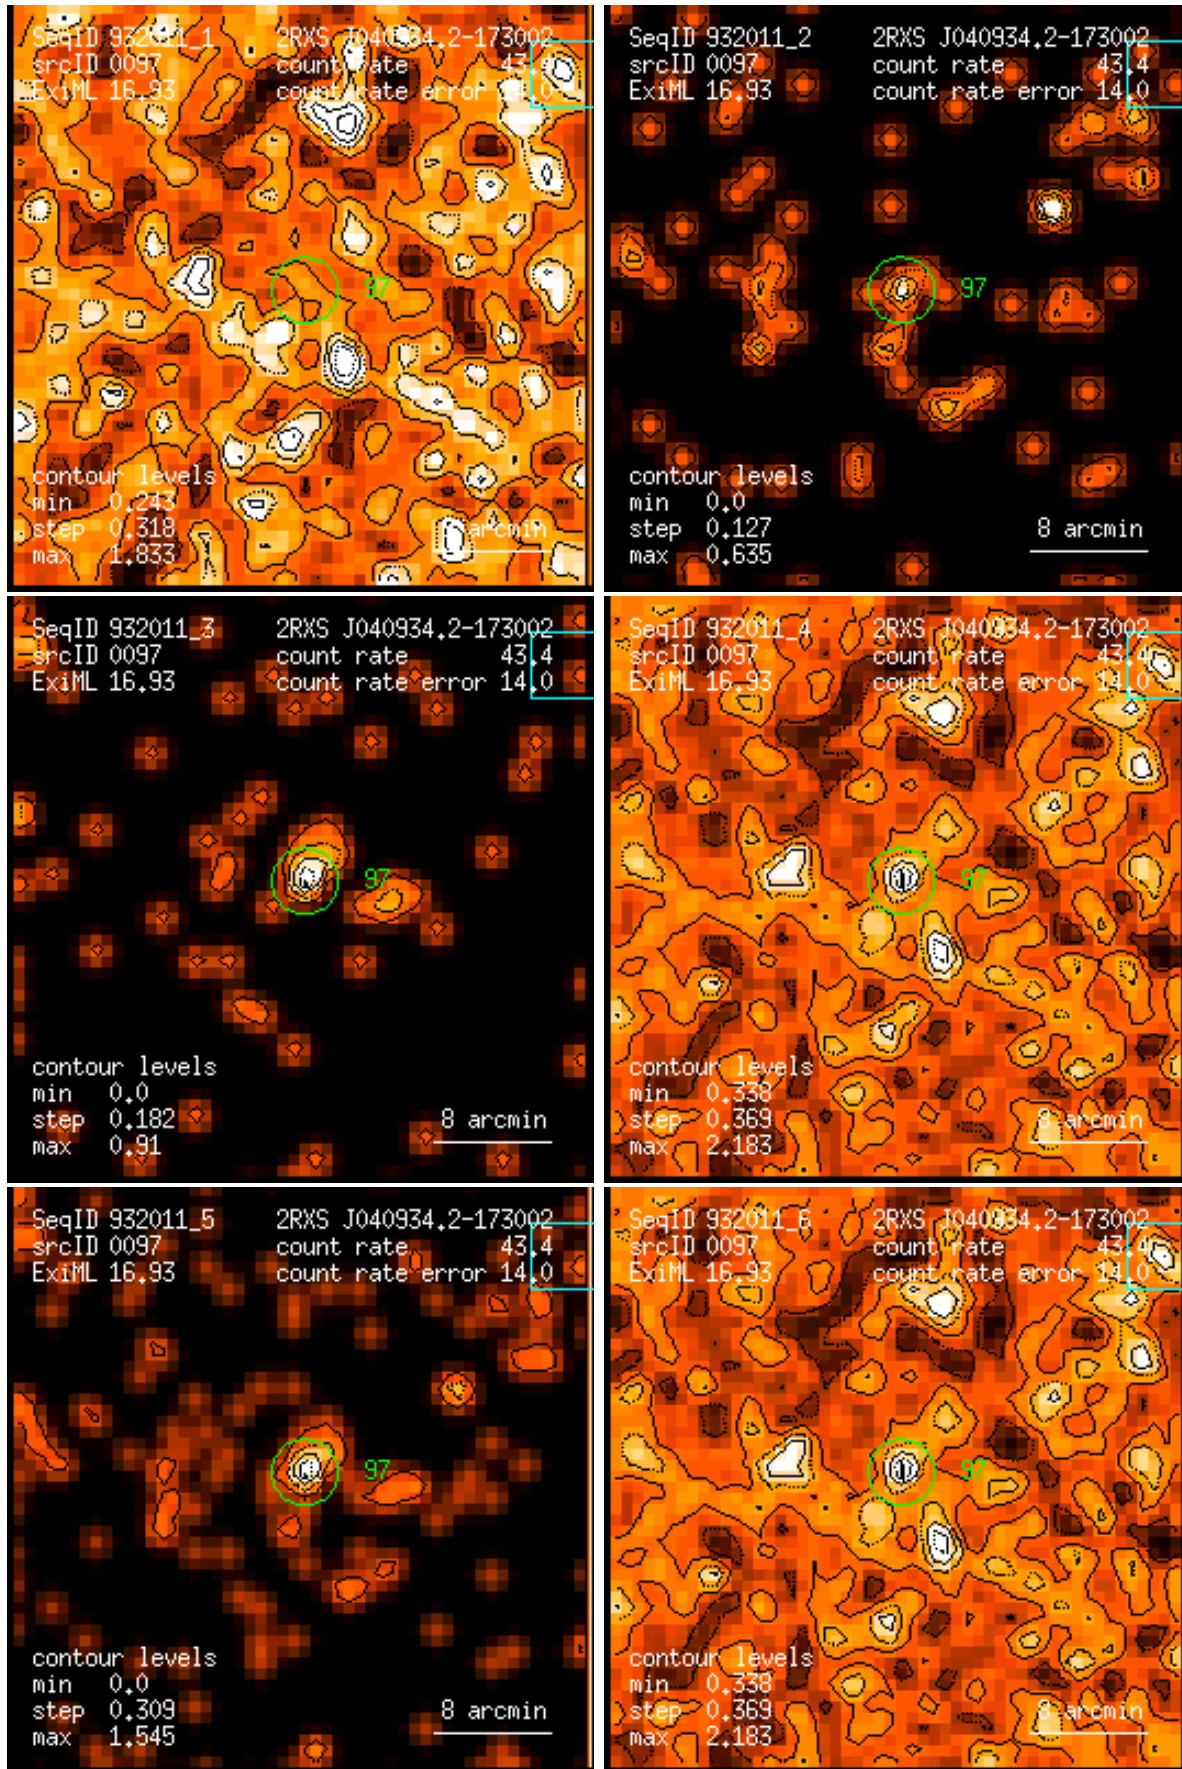 SeqID 932011_1 2RXS J040934.2-173002
srcID 0097 count rate 43.4
ExiML 16.93 count rate error 14.0
97
contour levels
min 0.243
step 0.318
max 1.833
8 arcmin
SeqID 932011_2 2RXS J040934.2-173002
srcID 0097 count rate 43.4
ExiML 16.93 count rate error 14.0
97
contour levels
min 0.0
step 0.127
max 0.635
8 arcmin
SeqID 932011_3 2RXS J040934.2-173002
srcID 0097 count rate 43.4
ExiML 16.93 count rate error 14.0
97
contour levels
min 0.0
step 0.182
max 0.91
8 arcmin
SeqID 932011_4 2RXS J040934.2-173002
srcID 0097 count rate 43.4
ExiML 16.93 count rate error 14.0
97
contour levels
min 0.338
step 0.369
max 2.183
8 arcmin
SeqID 932011_5 2RXS J040934.2-173002
srcID 0097 count rate 43.4
ExiML 16.93 count rate error 14.0
97
contour levels
min 0.0
step 0.309
max 1.545
8 arcmin
SeqID 932011_6 2RXS J040934.2-173002
srcID 0097 count rate 43.4
ExiML 16.93 count rate error 14.0
97
contour levels
min 0.338
step 0.369
max 2.183
8 arcmin